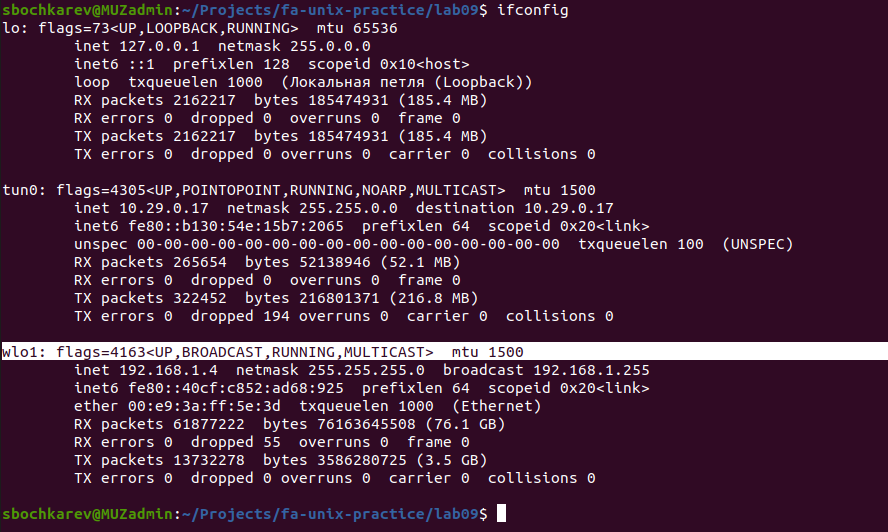 sbochkarev@MUZadmin:~/Projects/fa-unix-practice/lab09$ ifconfig
lo: flags=73<UP,LOOPBACK,RUNNING>  mtu 65536
        inet 127.0.0.1  netmask 255.0.0.0
        inet6 ::1  prefixlen 128  scopeid 0x10<host>
        loop  txqueuelen 1000  (Локальная петля (Loopback))
        RX packets 2162217  bytes 185474931 (185.4 MB)
        RX errors 0  dropped 0  overruns 0  frame 0
        TX packets 2162217  bytes 185474931 (185.4 MB)
        TX errors 0  dropped 0 overruns 0  carrier 0  collisions 0

tun0: flags=4305<UP,POINTOPOINT,RUNNING,NOARP,MULTICAST>  mtu 1500
        inet 10.29.0.17  netmask 255.255.0.0  destination 10.29.0.17
        inet6 fe80::b130:54e:15b7:2065  prefixlen 64  scopeid 0x20<link>
        unspec 00-00-00-00-00-00-00-00-00-00-00-00-00-00-00-00  txqueuelen 100  (UNSPEC)
        RX packets 265654  bytes 52138946 (52.1 MB)
        RX errors 0  dropped 0  overruns 0  frame 0
        TX packets 322452  bytes 216801371 (216.8 MB)
        TX errors 0  dropped 194 overruns 0  carrier 0  collisions 0

wlo1: flags=4163<UP,BROADCAST,RUNNING,MULTICAST>  mtu 1500
        inet 192.168.1.4  netmask 255.255.255.0  broadcast 192.168.1.255
        inet6 fe80::40cf:c852:ad68:925  prefixlen 64  scopeid 0x20<link>
        ether 00:e9:3a:ff:5e:3d  txqueuelen 1000  (Ethernet)
        RX packets 61877222  bytes 76163645508 (76.1 GB)
        RX errors 0  dropped 55  overruns 0  frame 0
        TX packets 13732278  bytes 3586280725 (3.5 GB)
        TX errors 0  dropped 0 overruns 0  carrier 0  collisions 0

sbochkarev@MUZadmin:~/Projects/fa-unix-practice/lab09$